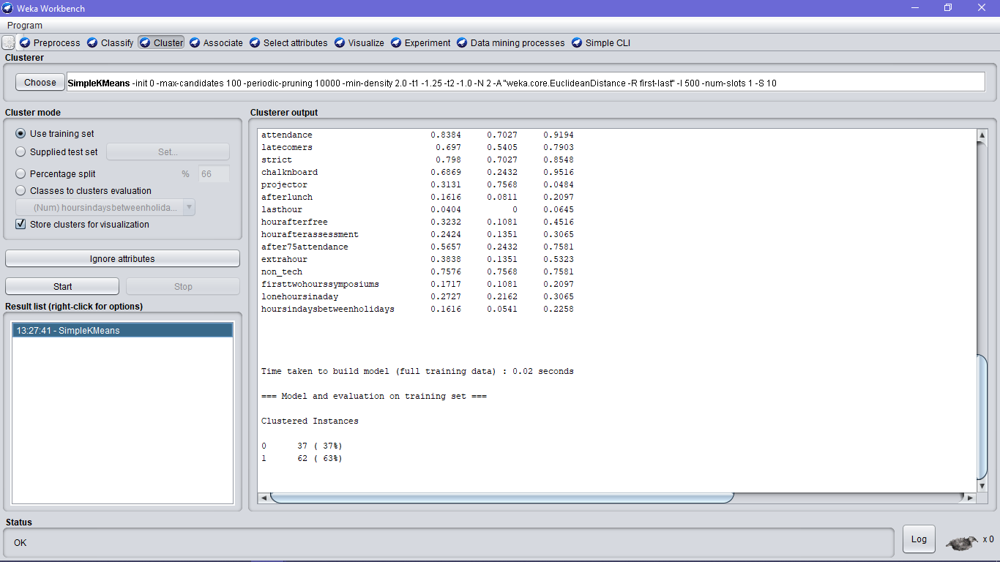 Weka Workbench
Program
Preprocess Classify Cluster Associate Select attributes Visualize Experiment Data mining processes Simple CLI
Clusterer
Choose SimpleKMeans -init 0 -max-candidates 100 -periodic-pruning 10000 -min-density 2.0 -t1 -1.25 -t2 -1.0 -N 2 -A "weka.core.EuclideanDistance -R first-last" -I 500 -num-slots 1 -S 10
Cluster mode
Use training set
Supplied test set Set...
Percentage split % 66
Classes to clusters evaluation
(Num) hoursindaysbetweenholida...
Store clusters for visualization
Ignore attributes
Start Stop
Result list (right-click for options)
13:27:41 - SimpleKMeans
Clusterer output
attendance 0.8384 0.7027 0.9194
latecomers 0.697 0.5405 0.7903
strict 0.798 0.7027 0.8548
chalknboard 0.6869 0.2432 0.9516
projector 0.3131 0.7568 0.0484
afterlunch 0.1616 0.0811 0.2097
lasthour 0.0404 0 0.0645
hourafterfree 0.3232 0.1081 0.4516
hourafterassessment 0.2424 0.1351 0.3065
after75attendance 0.5657 0.2432 0.7581
extrahour 0.3838 0.1351 0.5323
non_tech 0.7576 0.7568 0.7581
firsttwohourssymposiums 0.1717 0.1081 0.2097
lonehoursinaday 0.2727 0.2162 0.3065
hoursindaysbetweenholidays 0.1616 0.0541 0.2258
Time taken to build model (full training data) : 0.02 seconds
=== Model and evaluation on training set ===
Clustered Instances
0 37 ( 37%)
1 62 ( 63%)
Status
OK
Log x 0